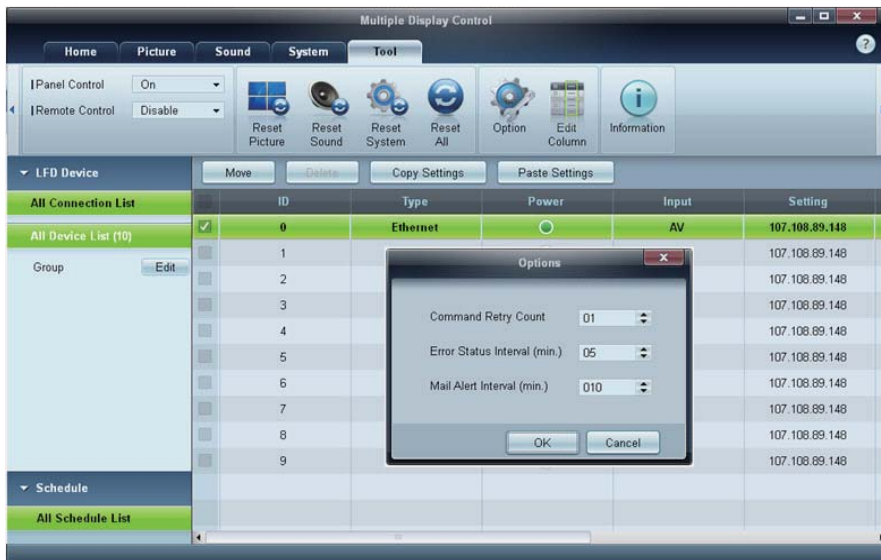 Multiple Display Control
Home Picture Sound System Tool
Panel Control On
Remote Control Disable
Reset Picture
Reset Sound
Reset System
Reset All
Option
Edit Column
Information
LFD Device
Move Delete Copy Settings Paste Settings
All Connection List
All Device List (10)
Group Edit
ID Type Power Input Setting
0 Ethernet AV 107.108.89.148
1 107.108.89.148
2 107.108.89.148
3 107.108.89.148
4 107.108.89.148
5 107.108.89.148
6 107.108.89.148
7 107.108.89.148
8 107.108.89.148
9 107.108.89.148
Options
Command Retry Count 01
Error Status Interval (min.) 05
Mail Alert Interval (min.) 010
OK Cancel
Schedule
All Schedule List